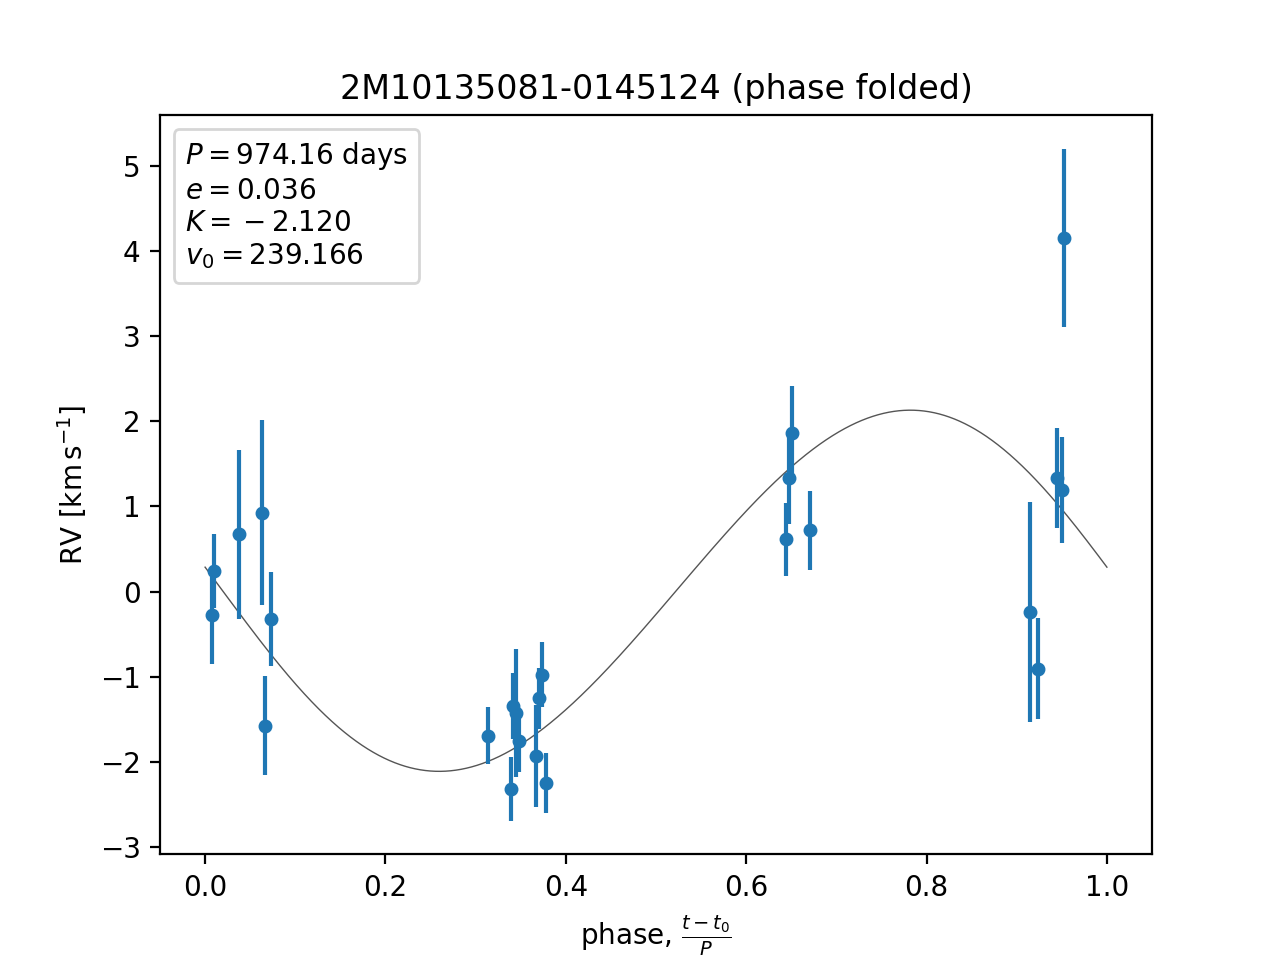 2M10135081-0145124 (phase folded)
P = 974.16 days
e = 0.036
K = −2.120
v₀ = 239.166
RV [km s⁻¹]
5
4
3
2
1
0
−1
−2
−3
0.0 0.2 0.4 0.6 0.8 1.0
phase, (t − t₀)/P